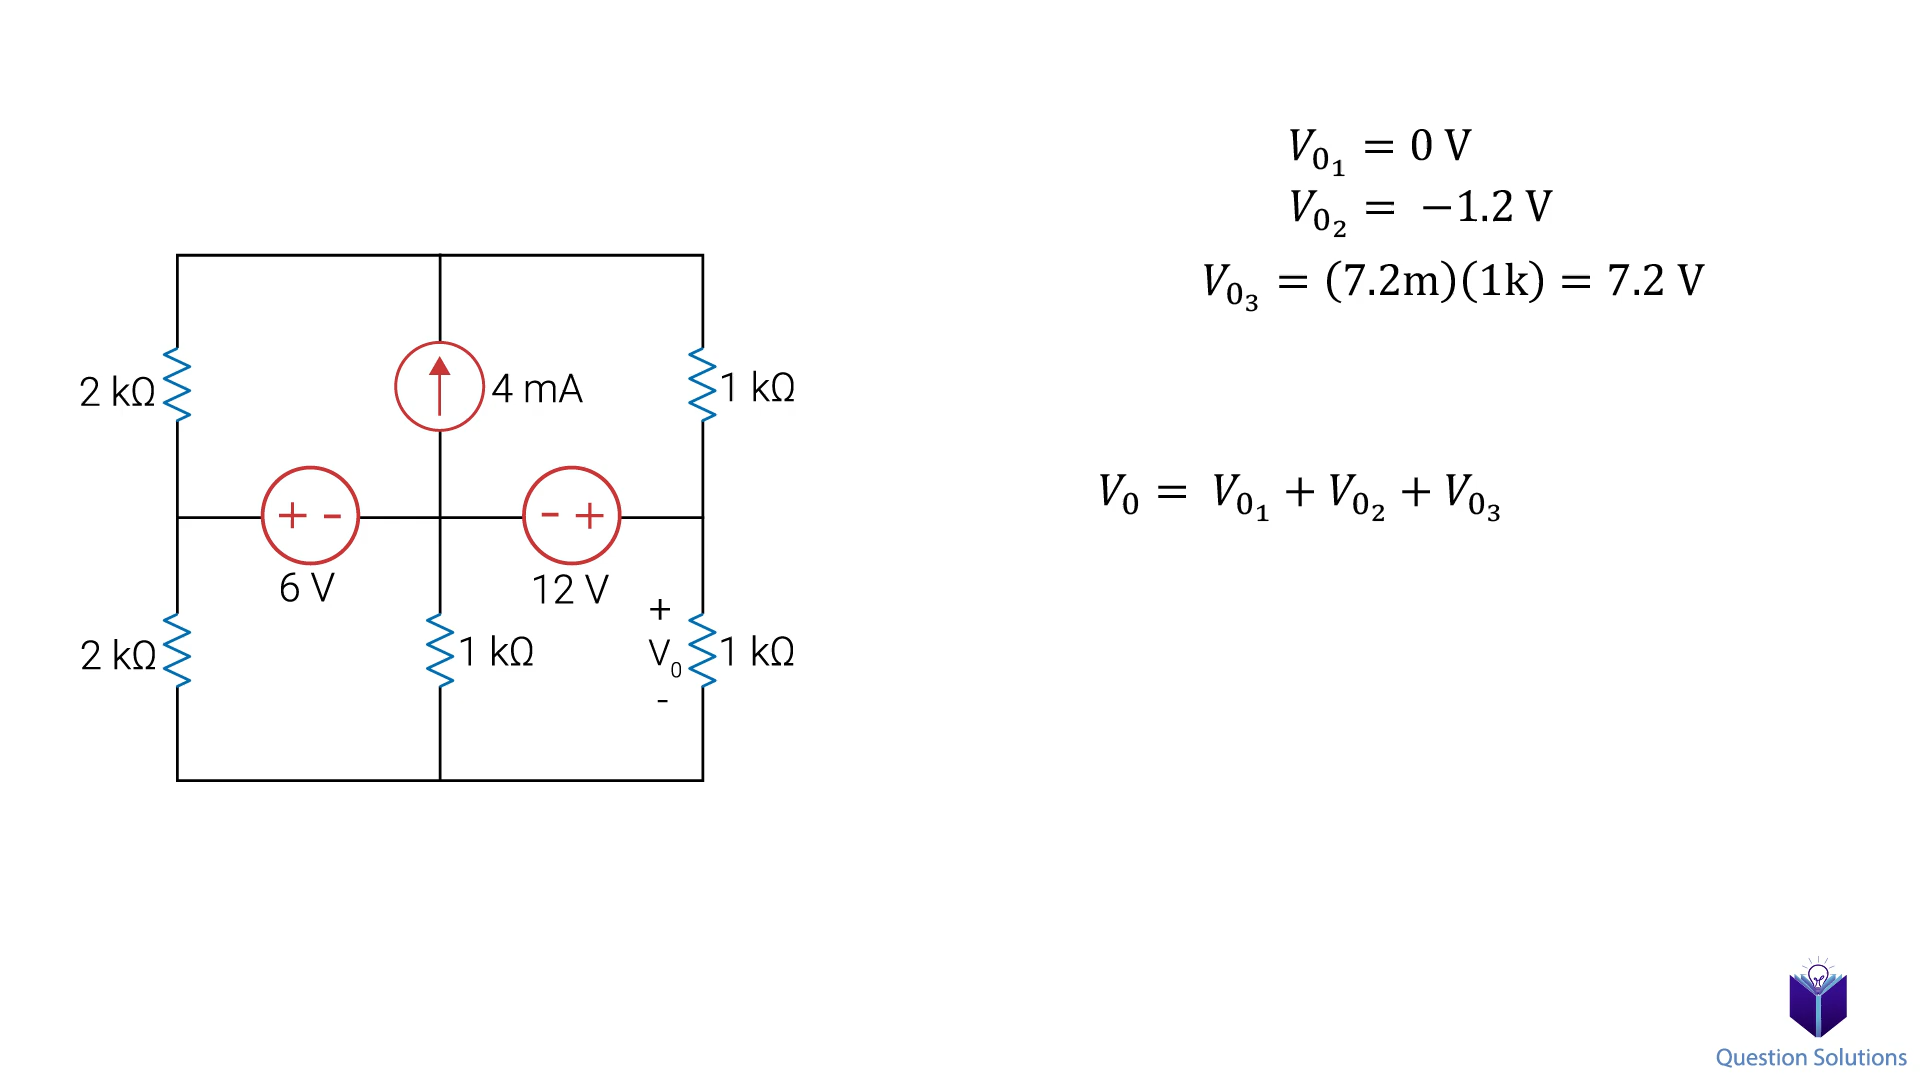 V₀₁ = 0 V
V₀₂ = −1.2 V
V₀₃ = (7.2m)(1k) = 7.2 V
2 kΩ
4 mA
1 kΩ
V₀ = V₀₁ + V₀₂ + V₀₃
+ -
- +
6 V
12 V
+
2 kΩ
1 kΩ
V₀
1 kΩ
-
Question Solutions